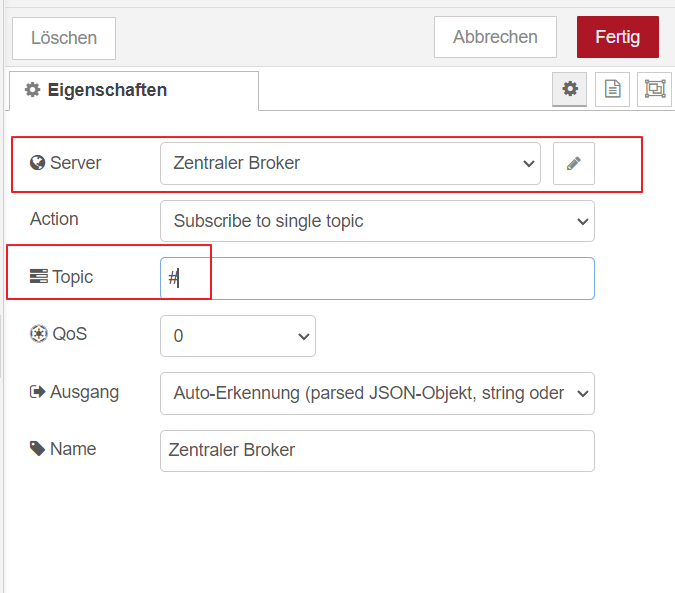 Löschen
Abbrechen
Fertig
Eigenschaften
Server
Zentraler Broker
Action
Subscribe to single topic
Topic
#
QoS
0
Ausgang
Auto-Erkennung (parsed JSON-Objekt, string oder
Name
Zentraler Broker